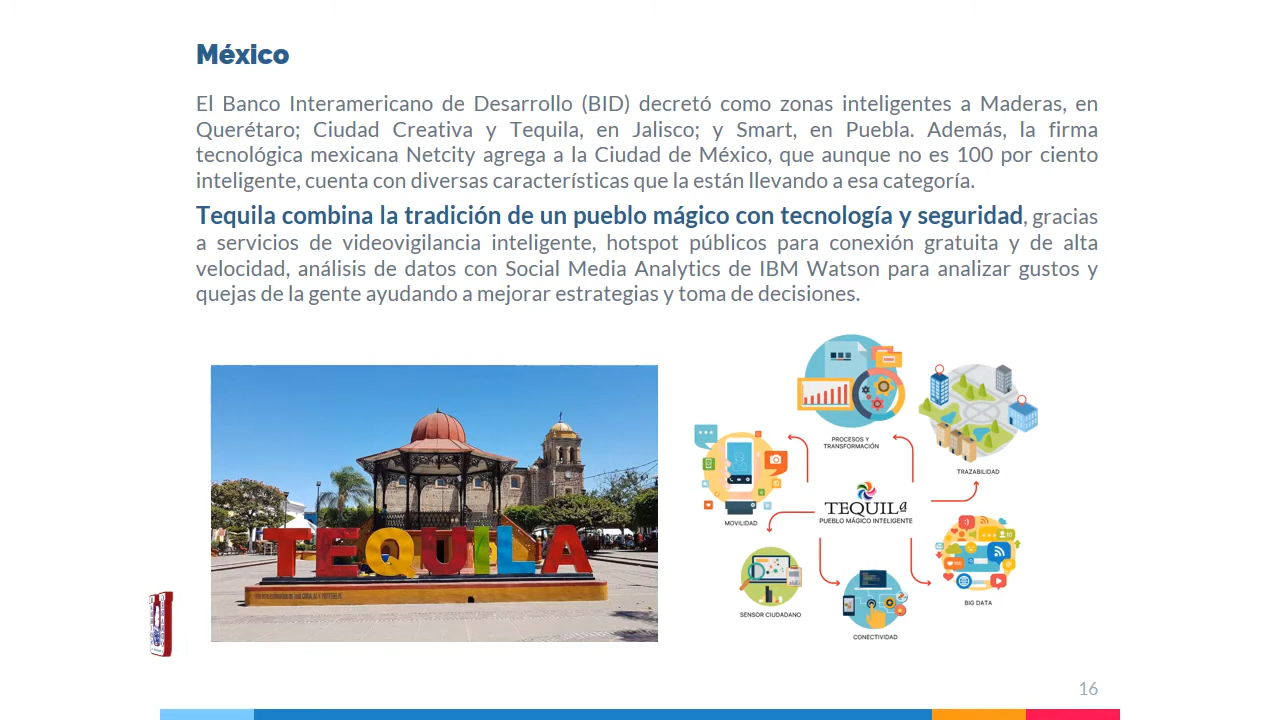 México
El Banco Interamericano de Desarrollo (BID) decretó como zonas inteligentes a Maderas, en
Querétaro; Ciudad Creativa y Tequila, en Jalisco; y Smart, en Puebla. Además, la firma
tecnológica mexicana Netcity agrega a la Ciudad de México, que aunque no es 100 por ciento
inteligente, cuenta con diversas características que la están llevando a esa categoría.
Tequila combina la tradición de un pueblo mágico con tecnología y seguridad, gracias
a servicios de videovigilancia inteligente, hotspot públicos para conexión gratuita y de alta
velocidad, análisis de datos con Social Media Analytics de IBM Watson para analizar gustos y
quejas de la gente ayudando a mejorar estrategias y toma de decisiones.
TEQUILA
PROCESOS Y
TRANSFORMACIÓN
TRAZABILIDAD
MOVILIDAD
TEQUILa
PUEBLO MÁGICO INTELIGENTE
SENSOR CIUDADANO
CONECTIVIDAD
BIG DATA
16